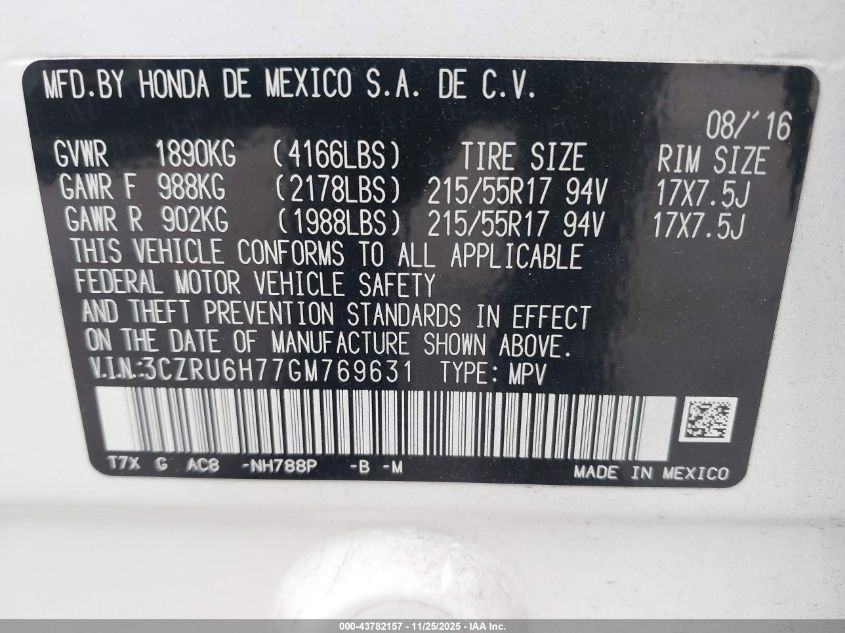 MFD.BY HONDA DE MEXICO S.A. DE C.V.
08/'16
GVWR 1890KG (4166LBS) TIRE SIZE RIM SIZE
GAWR F 988KG (2178LBS) 215/55R17 94V 17X7.5J
GAWR R 902KG (1988LBS) 215/55R17 94V 17X7.5J
THIS VEHICLE CONFORMS TO ALL APPLICABLE
FEDERAL MOTOR VEHICLE SAFETY
AND THEFT PREVENTION STANDARDS IN EFFECT
ON THE DATE OF MANUFACTURE SHOWN ABOVE.
V.I.N.:3CZRU6H77GM769631 TYPE: MPV
T7X G AC8 -NH788P -B -M
MADE IN MEXICO
000-43782157 - 11/25/2025 - IAA Inc.